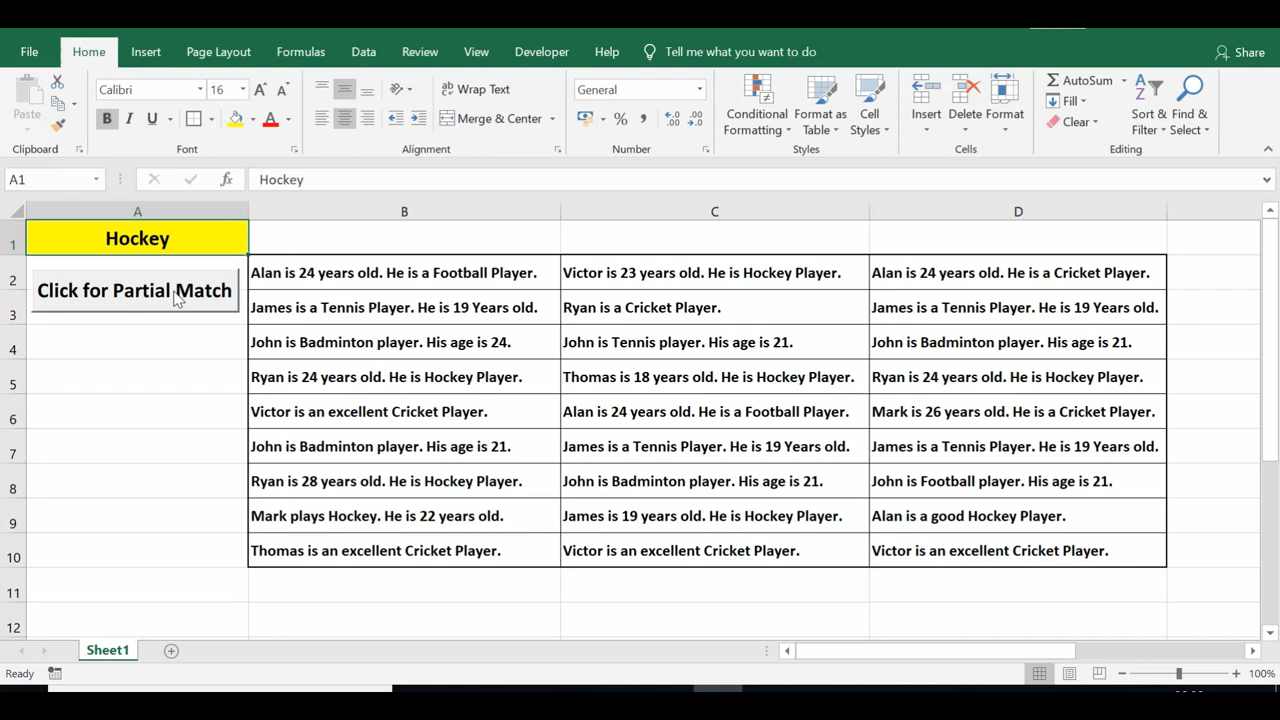 File Home Insert Page Layout Formulas Data Review View Developer Help Tell me what you want to do Share
Paste
Calibri 16
B I U A
ab Wrap Text
Merge & Center
General
% ,
Conditional Formatting
Format as Table
Cell Styles
Insert Delete Format
AutoSum
Fill
Clear
Sort & Filter
Find & Select
Clipboard Font Alignment Number Styles Cells Editing
A1 fx Hockey
A B C D
1 Hockey
2 Alan is 24 years old. He is a Football Player. Victor is 23 years old. He is Hockey Player. Alan is 24 years old. He is a Cricket Player.
Click for Partial Match
3 James is a Tennis Player. He is 19 Years old. Ryan is a Cricket Player. James is a Tennis Player. He is 19 Years old.
4 John is Badminton player. His age is 24. John is Tennis player. His age is 21. John is Badminton player. His age is 21.
5 Ryan is 24 years old. He is Hockey Player. Thomas is 18 years old. He is Hockey Player. Ryan is 24 years old. He is Hockey Player.
6 Victor is an excellent Cricket Player. Alan is 24 years old. He is a Football Player. Mark is 26 years old. He is a Cricket Player.
7 John is Badminton player. His age is 21. James is a Tennis Player. He is 19 Years old. James is a Tennis Player. He is 19 Years old.
8 Ryan is 28 years old. He is Hockey Player. John is Badminton player. His age is 21. John is Football player. His age is 21.
9 Mark plays Hockey. He is 22 years old. James is 19 years old. He is Hockey Player. Alan is a good Hockey Player.
10 Thomas is an excellent Cricket Player. Victor is an excellent Cricket Player. Victor is an excellent Cricket Player.
11
12
Sheet1
Ready 100%